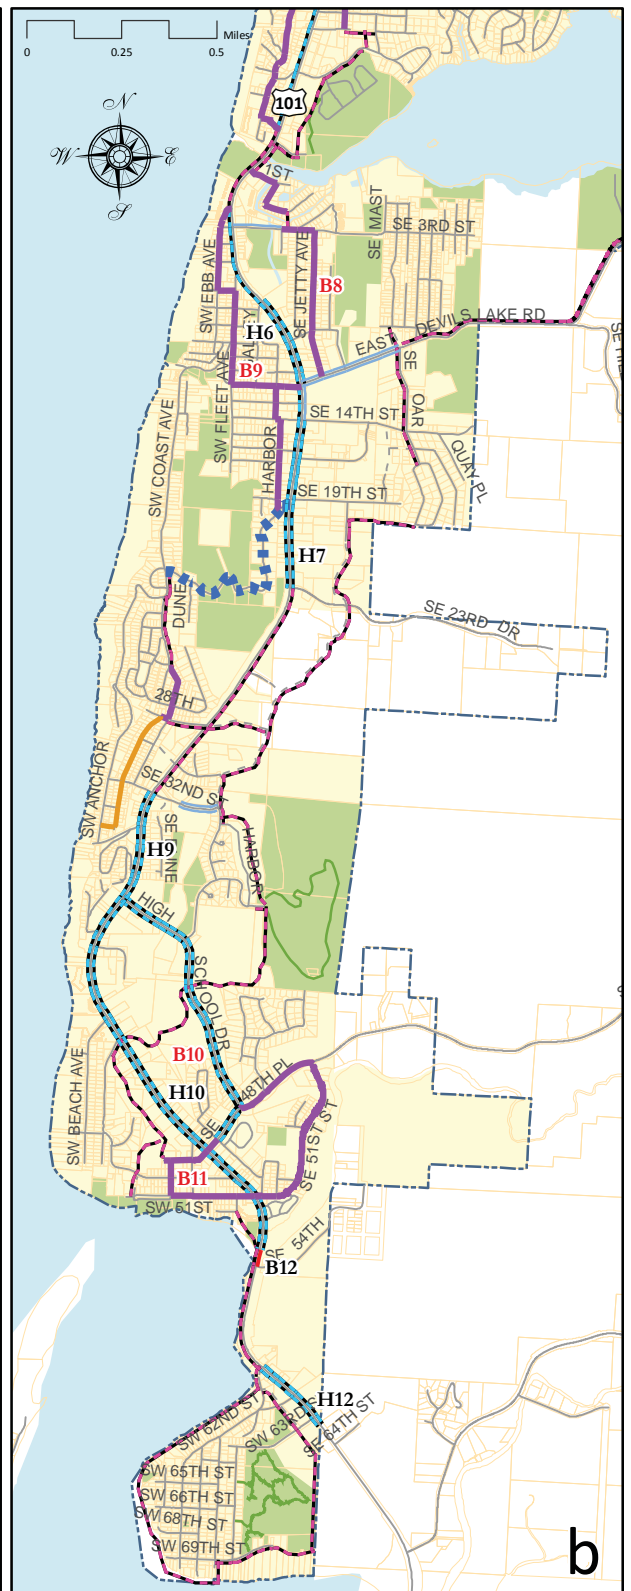 0 0.25 0.5 Miles
N
W E
S
101
1ST
SE MAST
SE 3RD ST
SW EBB AVE
SE JETTY AVE
B8
H6
DEVILS LAKE RD
EAST
B9
SW FLEET AVE
SE OAR
SE 14TH ST
SW COAST AVE
HARBOR
QUAY PL
SE 19TH ST
H7
DUNE
SE 23RD DR
28TH
SW ANCHOR
SE 32ND ST
SE PINE
H9
HARBOR
HIGH SCHOOL DR
B10
48TH PL
SE
H10
SW BEACH AVE
SE 51ST ST
B11
SW 51ST
SE 54TH
B12
H12
SW 62ND ST
SW 63RD S
SE 64TH ST
SW 65TH ST
SW 66TH ST
SW 68TH ST
SW 69TH ST
b